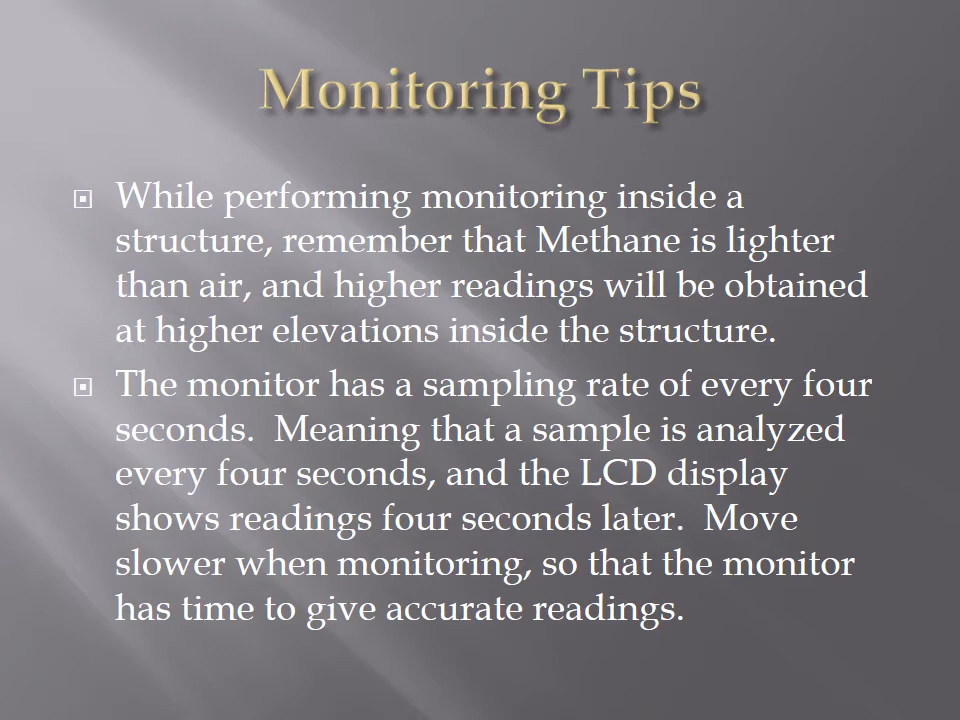 Monitoring Tips
While performing monitoring inside a
structure, remember that Methane is lighter
than air, and higher readings will be obtained
at higher elevations inside the structure.
The monitor has a sampling rate of every four
seconds.  Meaning that a sample is analyzed
every four seconds, and the LCD display
shows readings four seconds later.  Move
slower when monitoring, so that the monitor
has time to give accurate readings.